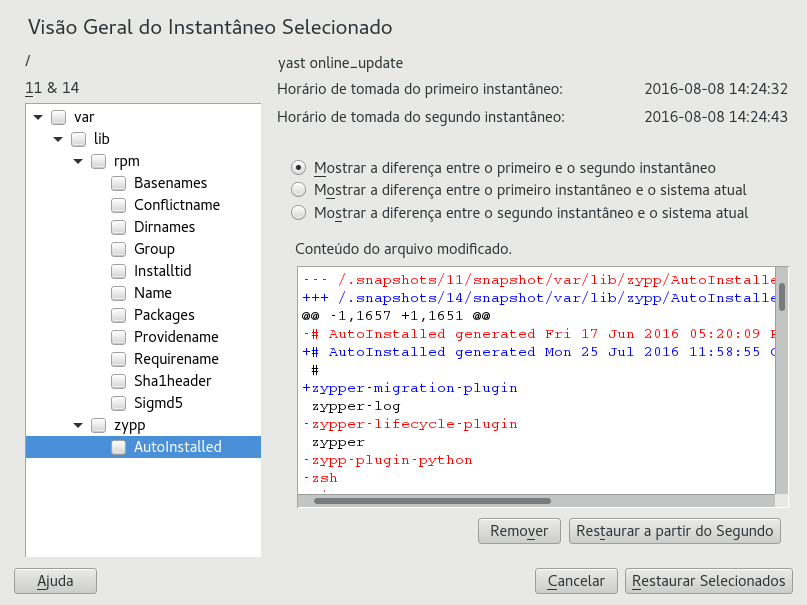 Visão Geral do Instantâneo Selecionado
/
11 & 14
var
lib
rpm
Basenames
Conflictname
Dirnames
Group
Installtid
Name
Packages
Providename
Requirename
Sha1header
Sigmd5
zypp
AutoInstalled
yast online_update
Horário de tomada do primeiro instantâneo: 2016-08-08 14:24:32
Horário de tomada do segundo instantâneo: 2016-08-08 14:24:43
Mostrar a diferença entre o primeiro e o segundo instantâneo
Mostrar a diferença entre o primeiro instantâneo e o sistema atual
Mostrar a diferença entre o segundo instantâneo e o sistema atual
Conteúdo do arquivo modificado.
--- /.snapshots/11/snapshot/var/lib/zypp/AutoInstalle
+++ /.snapshots/14/snapshot/var/lib/zypp/AutoInstalle
@@ -1,1657 +1,1651 @@
-# AutoInstalled generated Fri 17 Jun 2016 05:20:09
+# AutoInstalled generated Mon 25 Jul 2016 11:58:55
#
+zypper-migration-plugin
zypper-log
-zypper-lifecycle-plugin
zypper
-zypp-plugin-python
-zsh
Remover
Restaurar a partir do Segundo
Ajuda
Cancelar
Restaurar Selecionados